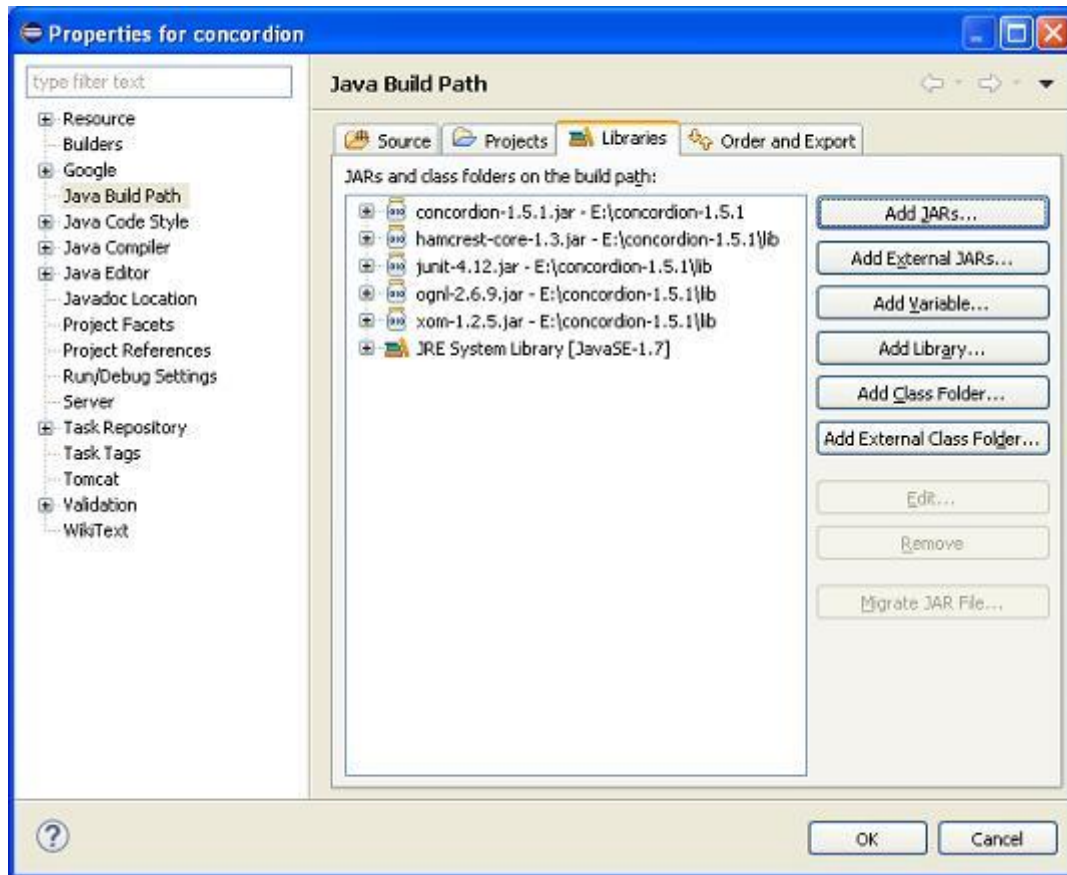 Properties for concordion
type filter text
Resource
Builders
Google
Java Build Path
Java Code Style
Java Compiler
Java Editor
Javadoc Location
Project Facets
Project References
Run/Debug Settings
Server
Task Repository
Task Tags
Tomcat
Validation
WikiText
Java Build Path
Source
Projects
Libraries
Order and Export
JARs and class folders on the build path:
concordion-1.5.1.jar - E:\concordion-1.5.1
hamcrest-core-1.3.jar - E:\concordion-1.5.1\lib
junit-4.12.jar - E:\concordion-1.5.1\lib
ognl-2.6.9.jar - E:\concordion-1.5.1\lib
xom-1.2.5.jar - E:\concordion-1.5.1\lib
JRE System Library [JavaSE-1.7]
Add JARs...
Add External JARs...
Add Variable...
Add Library...
Add Class Folder...
Add External Class Folder...
Edit...
Remove
Migrate JAR File...
?
OK
Cancel